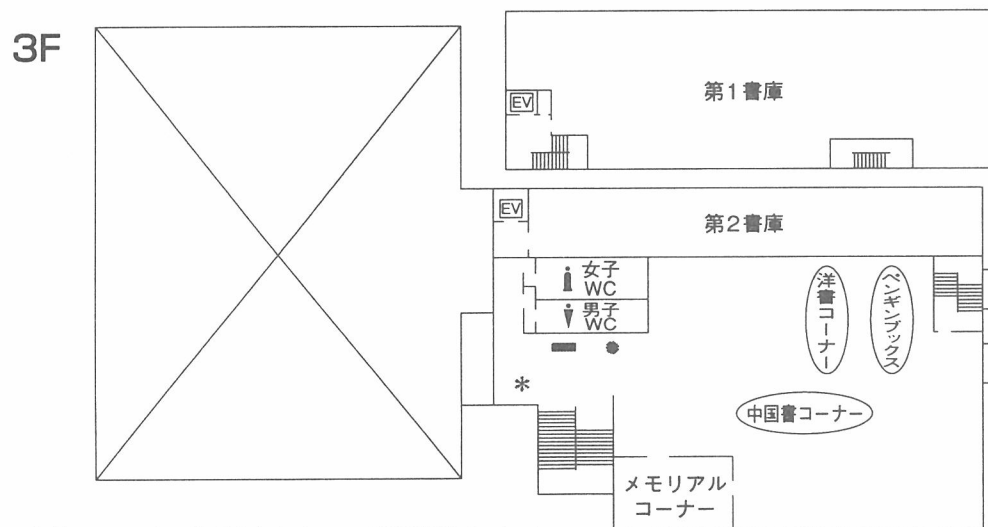 3F
第1書庫
EV
EV
第2書庫
女子
WC
男子
WC
洋書コーナー
ペンギンブックス
*
中国書コーナー
メモリアル
コーナー